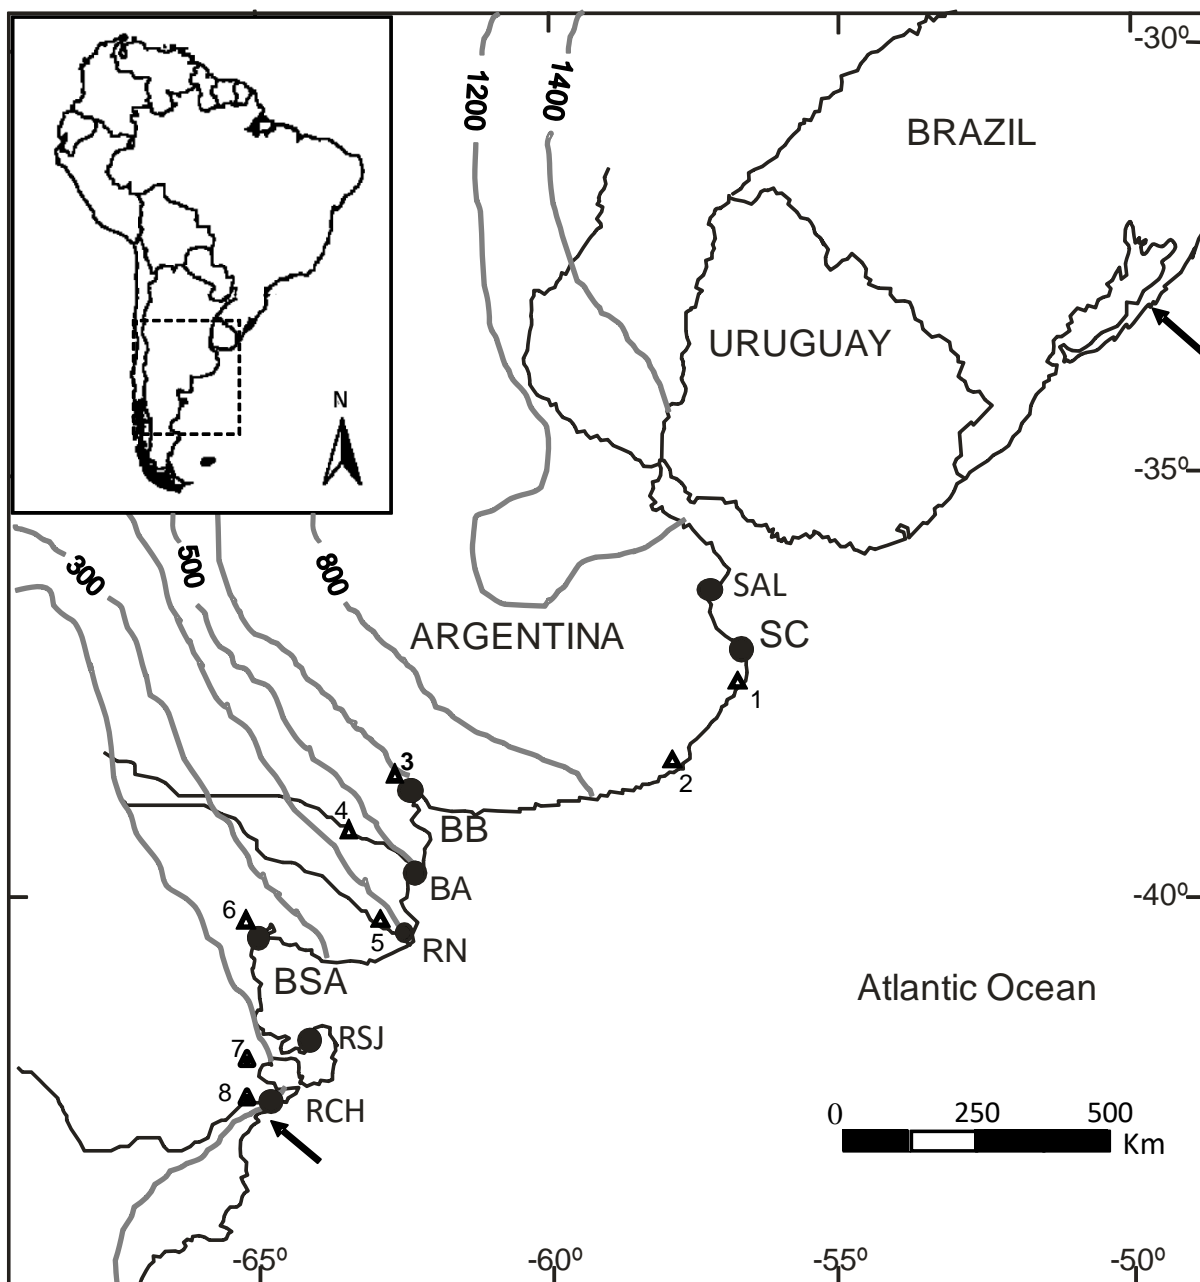 -30º
1200
1400
BRAZIL
URUGUAY
N
-35º
300
500
800
SAL
ARGENTINA
SC
1
2
3
BB
4
BA
-40º
6
5
RN
BSA
Atlantic Ocean
RSJ
7
8
RCH
0 250 500
Km
-65º -60º -55º -50º